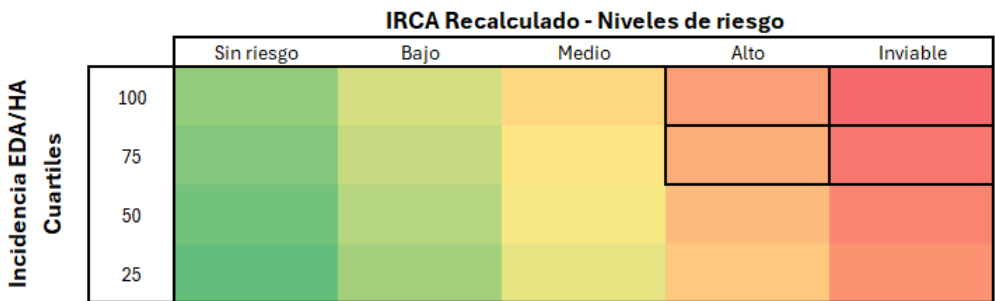 IRCA Recalculado - Niveles de riesgo
Sin riesgo Bajo Medio Alto Inviable
Incidencia EDA/HA
Cuartiles
100
75
50
25